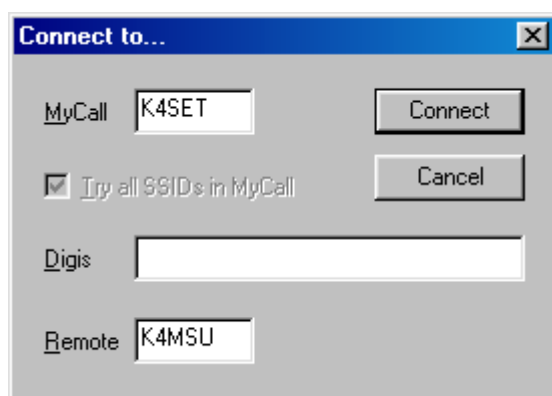 Connect to...
MyCall K4SET Connect
Try all SSIDs in MyCall Cancel
Digis
Remote K4MSU